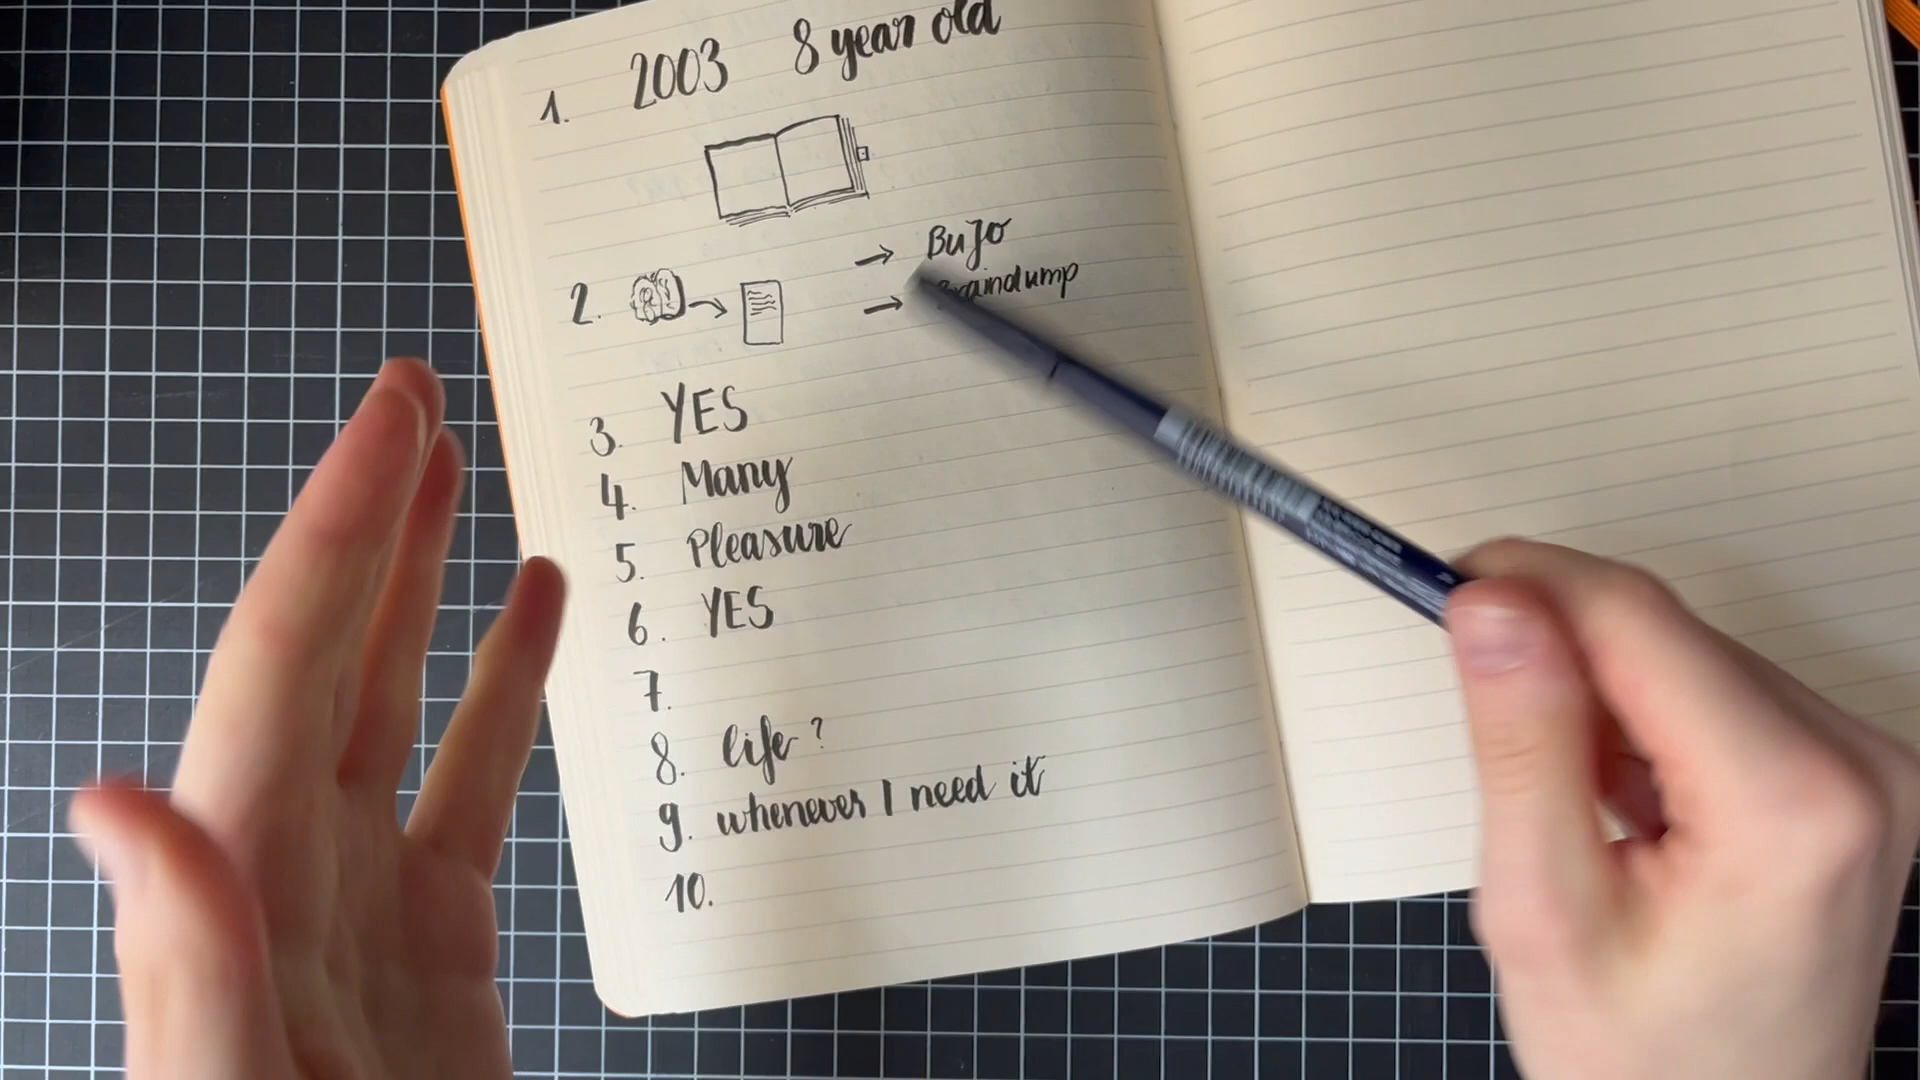 1. 2003 8 year old
2. → BuJo
→ Braindump
3. YES
4. Many
5. Pleasure
6. YES
7.
8. life?
9. whenever I need it
10.